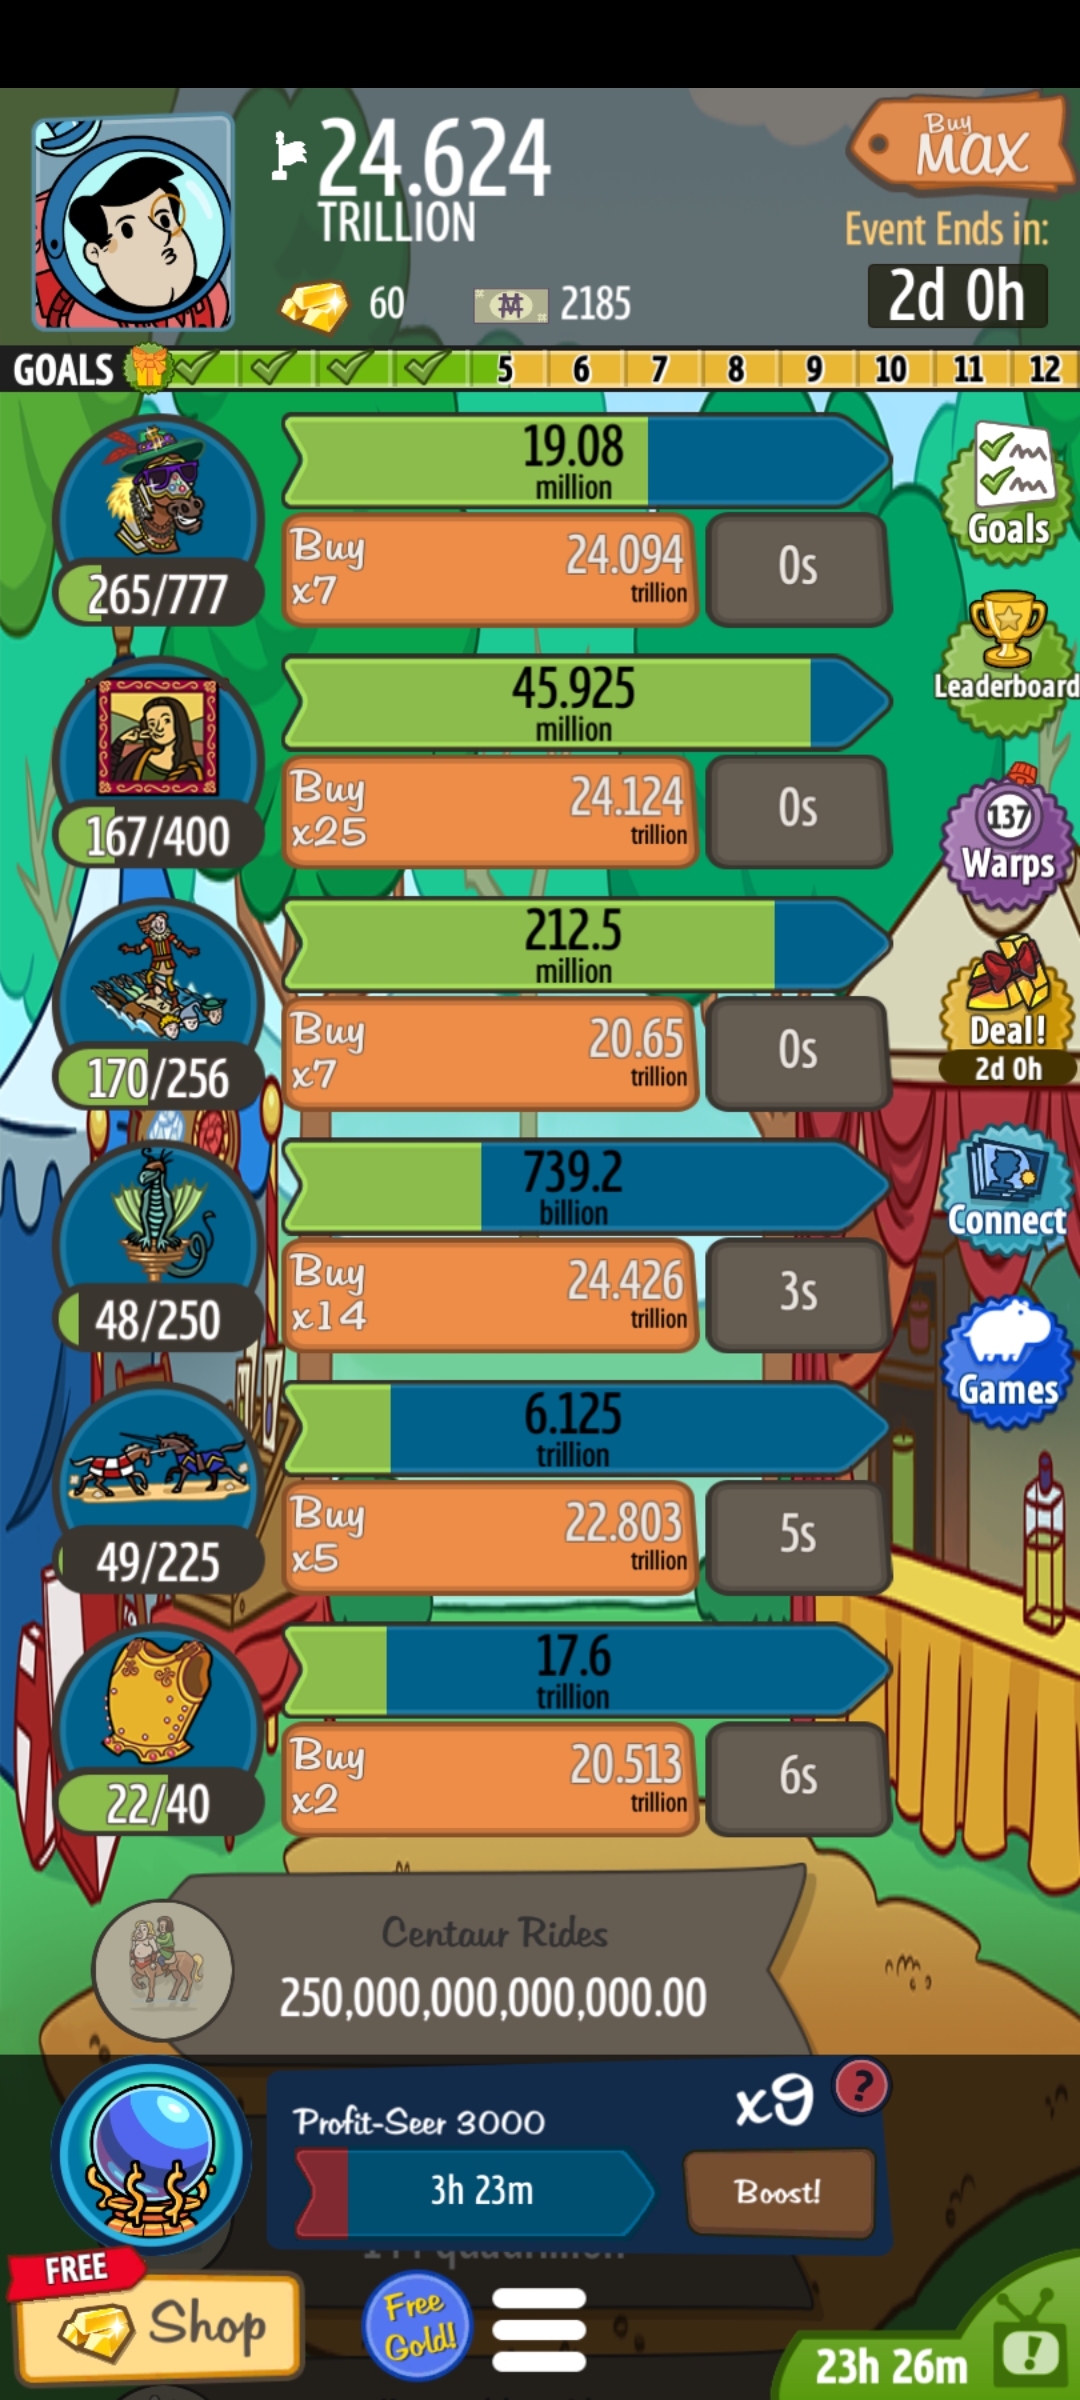 24.624
TRILLION
60
2185
Buy
MAX
Event Ends in:
2d 0h
GOALS 5 6 7 8 9 10 11 12
19.08
million
Buy
x7
24.094
trillion
0s
265/777
Goals
45.925
million
Buy
x25
24.124
trillion
0s
167/400
Leaderboard
137
Warps
212.5
million
Buy
x7
20.65
trillion
0s
170/256
Deal!
2d 0h
739.2
billion
Buy
x14
24.426
trillion
3s
48/250
Connect
6.125
trillion
Buy
x5
22.803
trillion
5s
49/225
Games
17.6
trillion
Buy
x2
20.513
trillion
6s
22/40
Centaur Rides
250,000,000,000,000.00
Profit-Seer 3000
x9
?
3h 23m
Boost!
FREE
Shop
Free
Gold!
23h 26m
!